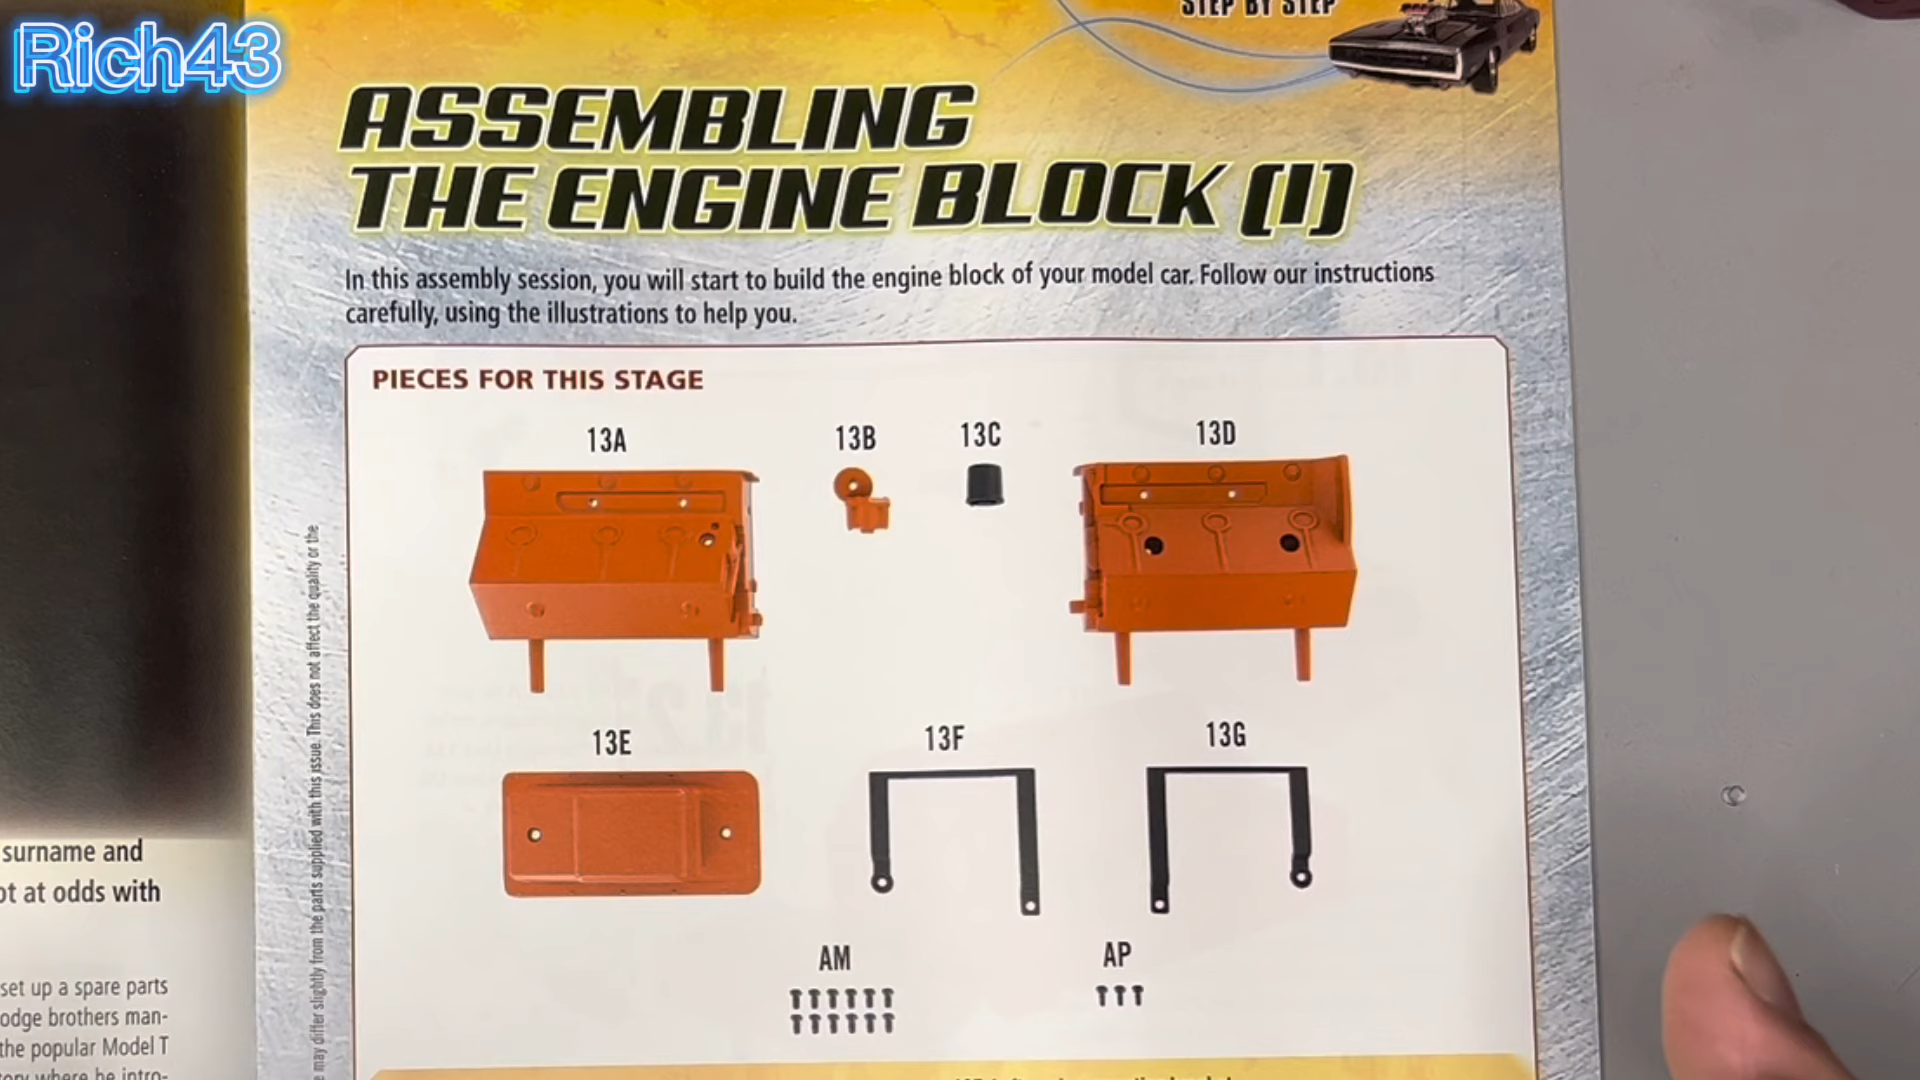 Rich43
STEP BY STEP
ASSEMBLING
THE ENGINE BLOCK (I)
In this assembly session, you will start to build the engine block of your model car. Follow our instructions
carefully, using the illustrations to help you.
PIECES FOR THIS STAGE
13A
13B
13C
13D
13E
13F
13G
AM
AP
may differ slightly from the parts supplied with this issue. This does not affect the quality or the
surname and
at odds with
set up a spare parts
odge brothers man-
the popular Model T